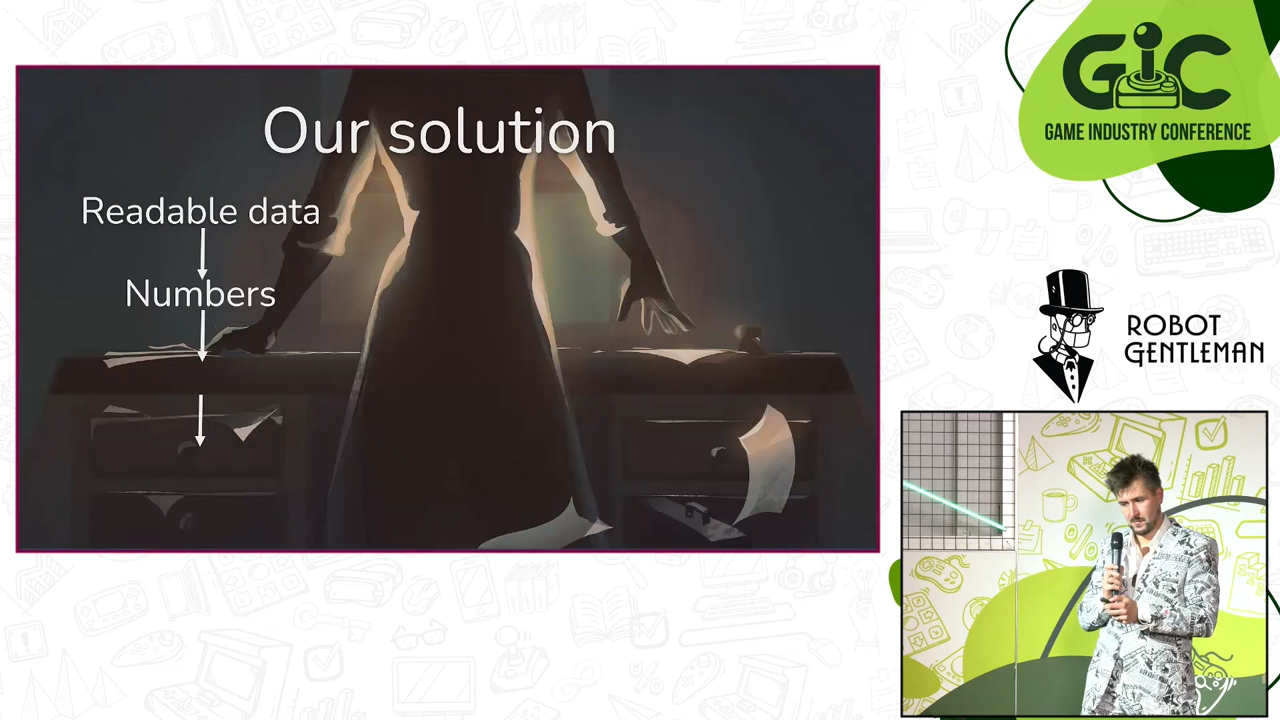 Our solution
Readable data
Numbers
GIC
GAME INDUSTRY CONFERENCE
ROBOT
GENTLEMAN